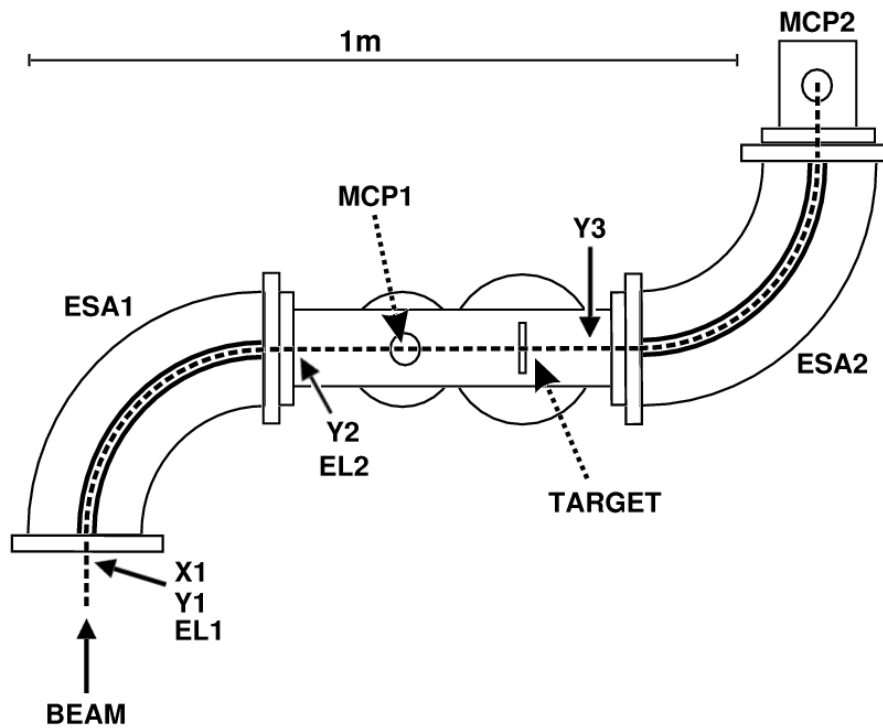 MCP2
1m
MCP1
Y3
ESA1
ESA2
Y2
EL2
TARGET
X1
Y1
EL1
BEAM